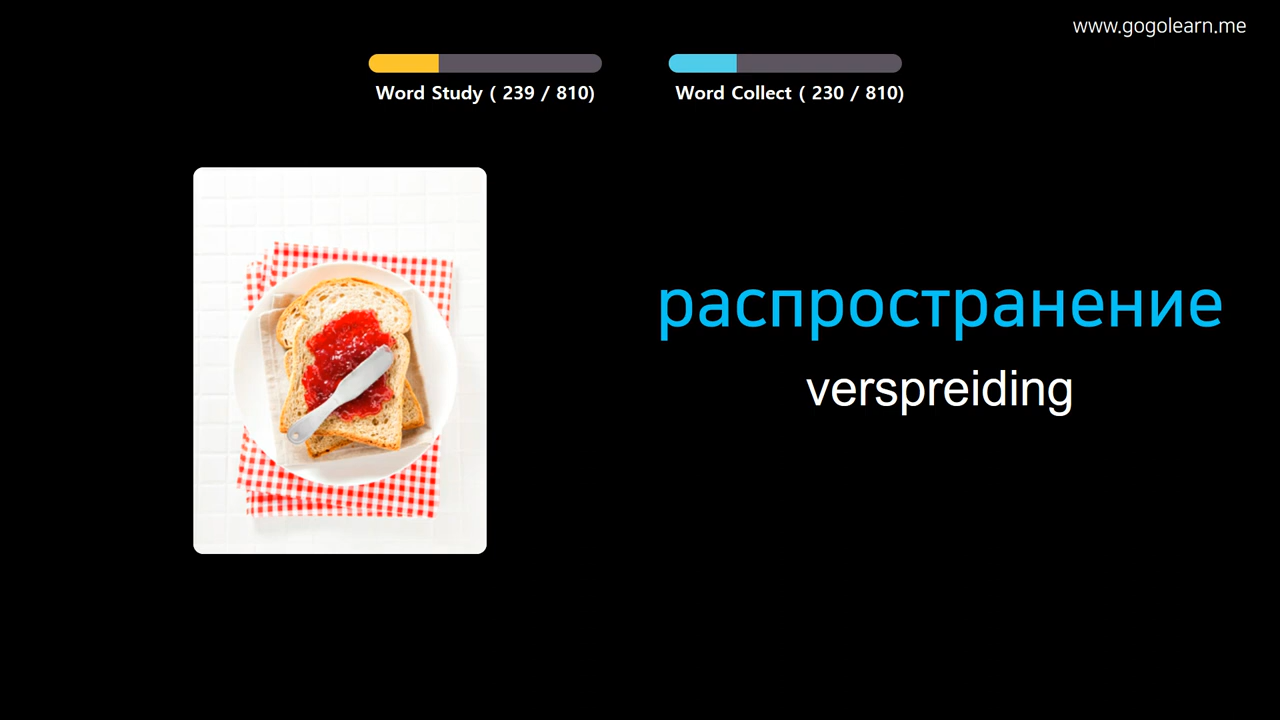 www.gogolearn.me
Word Study ( 239 / 810)
Word Collect ( 230 / 810)
распространение
verspreiding